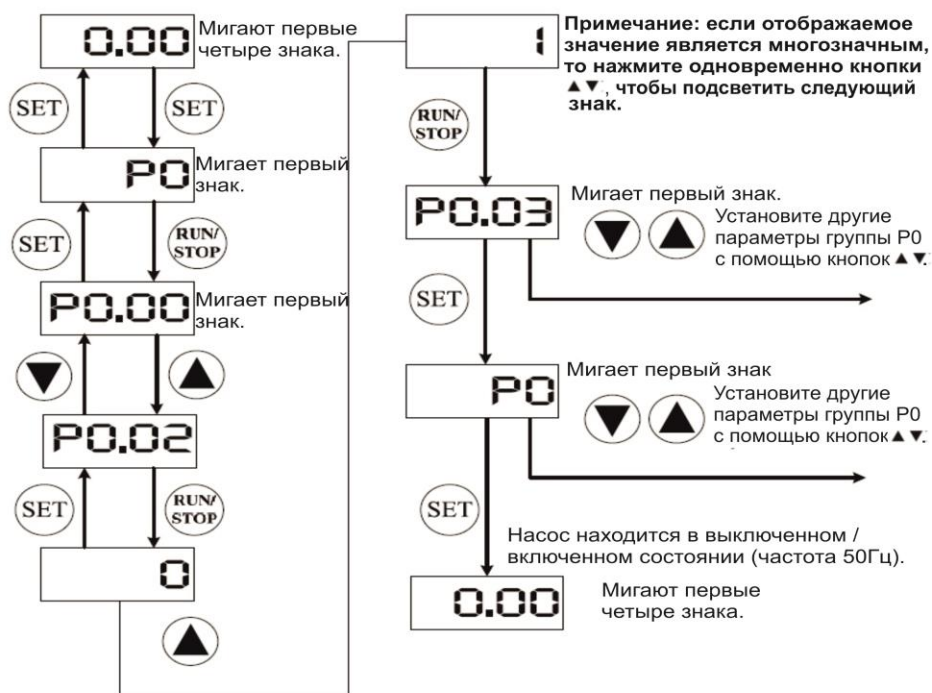 0.00
Мигают первые
четыре знака.
SET
SET
P0
Мигает первый
знак.
SET
RUN/
STOP
P0.00
Мигает первый
знак.
▼
▲
P0.02
SET
RUN/
STOP
0
▲
1
Примечание: если отображаемое
значение является многозначным,
то нажмите одновременно кнопки
▲▼, чтобы подсветить следующий
знак.
RUN/
STOP
P0.03
Мигает первый знак.
▼ ▲
Установите другие
параметры группы P0
с помощью кнопок ▲▼.
SET
P0
Мигает первый знак
▼ ▲
Установите другие
параметры группы P0
с помощью кнопок ▲▼.
SET
Насос находится в выключенном /
включенном состоянии (частота 50Гц).
0.00
Мигают первые
четыре знака.